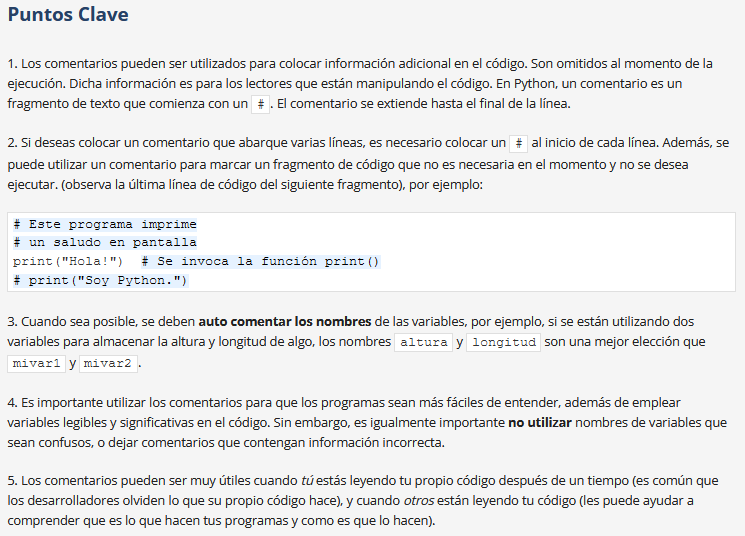 Puntos Clave
1. Los comentarios pueden ser utilizados para colocar información adicional en el código. Son omitidos al momento de la
ejecución. Dicha información es para los lectores que están manipulando el código. En Python, un comentario es un
fragmento de texto que comienza con un # . El comentario se extiende hasta el final de la línea.
2. Si deseas colocar un comentario que abarque varias líneas, es necesario colocar un # al inicio de cada línea. Además, se
puede utilizar un comentario para marcar un fragmento de código que no es necesaria en el momento y no se desea
ejecutar. (observa la última línea de código del siguiente fragmento), por ejemplo:
# Este programa imprime
# un saludo en pantalla
print("Hola!")  # Se invoca la función print()
# print("Soy Python.")
3. Cuando sea posible, se deben auto comentar los nombres de las variables, por ejemplo, si se están utilizando dos
variables para almacenar la altura y longitud de algo, los nombres altura y longitud son una mejor elección que
mivar1 y mivar2 .
4. Es importante utilizar los comentarios para que los programas sean más fáciles de entender, además de emplear
variables legibles y significativas en el código. Sin embargo, es igualmente importante no utilizar nombres de variables que
sean confusos, o dejar comentarios que contengan información incorrecta.
5. Los comentarios pueden ser muy útiles cuando tú estás leyendo tu propio código después de un tiempo (es común que
los desarrolladores olviden lo que su propio código hace), y cuando otros están leyendo tu código (les puede ayudar a
comprender que es lo que hacen tus programas y como es que lo hacen).